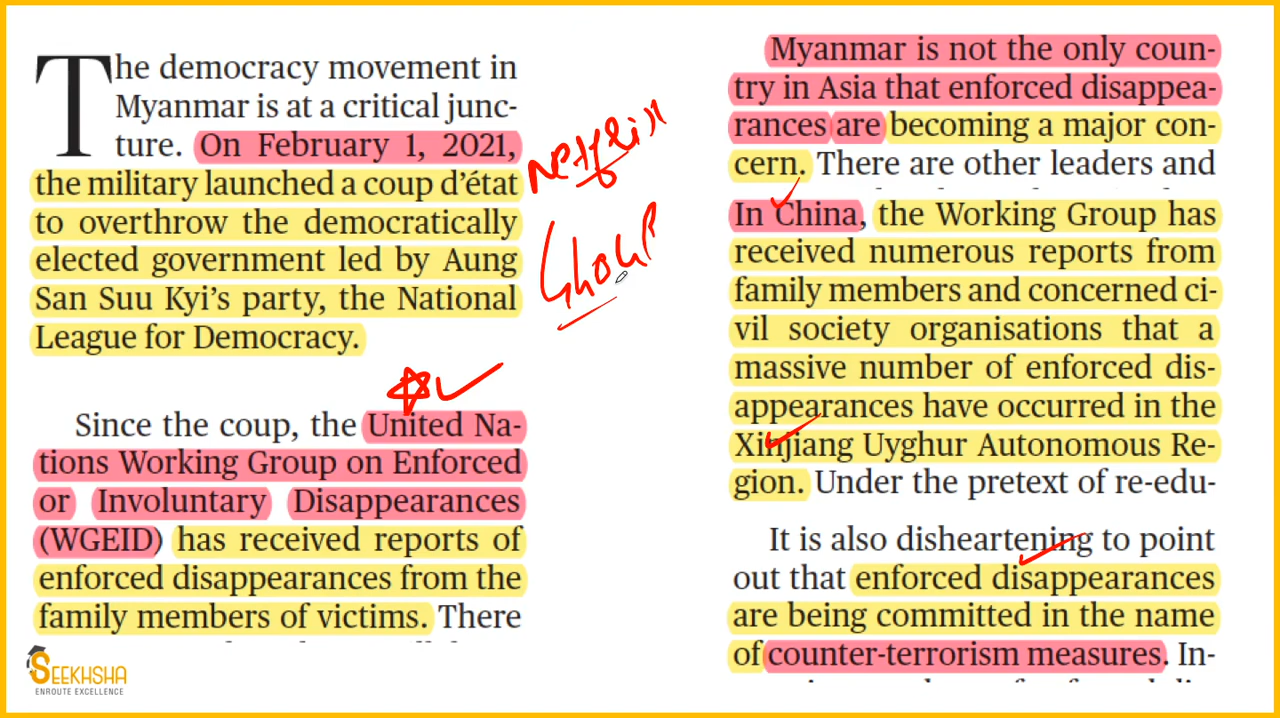 The democracy movement in
Myanmar is at a critical junc-
ture. On February 1, 2021,
the military launched a coup d’état
to overthrow the democratically
elected government led by Aung
San Suu Kyi’s party, the National
League for Democracy.
Since the coup, the United Na-
tions Working Group on Enforced
or Involuntary Disappearances
(WGEID) has received reports of
enforced disappearances from the
family members of victims. There
Netflix
Ghoul
Myanmar is not the only coun-
try in Asia that enforced disappea-
rances are becoming a major con-
cern. There are other leaders and
In China, the Working Group has
received numerous reports from
family members and concerned ci-
vil society organisations that a
massive number of enforced dis-
appearances have occurred in the
Xinjiang Uyghur Autonomous Re-
gion. Under the pretext of re-edu-
It is also disheartening to point
out that enforced disappearances
are being committed in the name
of counter-terrorism measures. In-
SEEKHSHA
ENROUTE EXCELLENCE